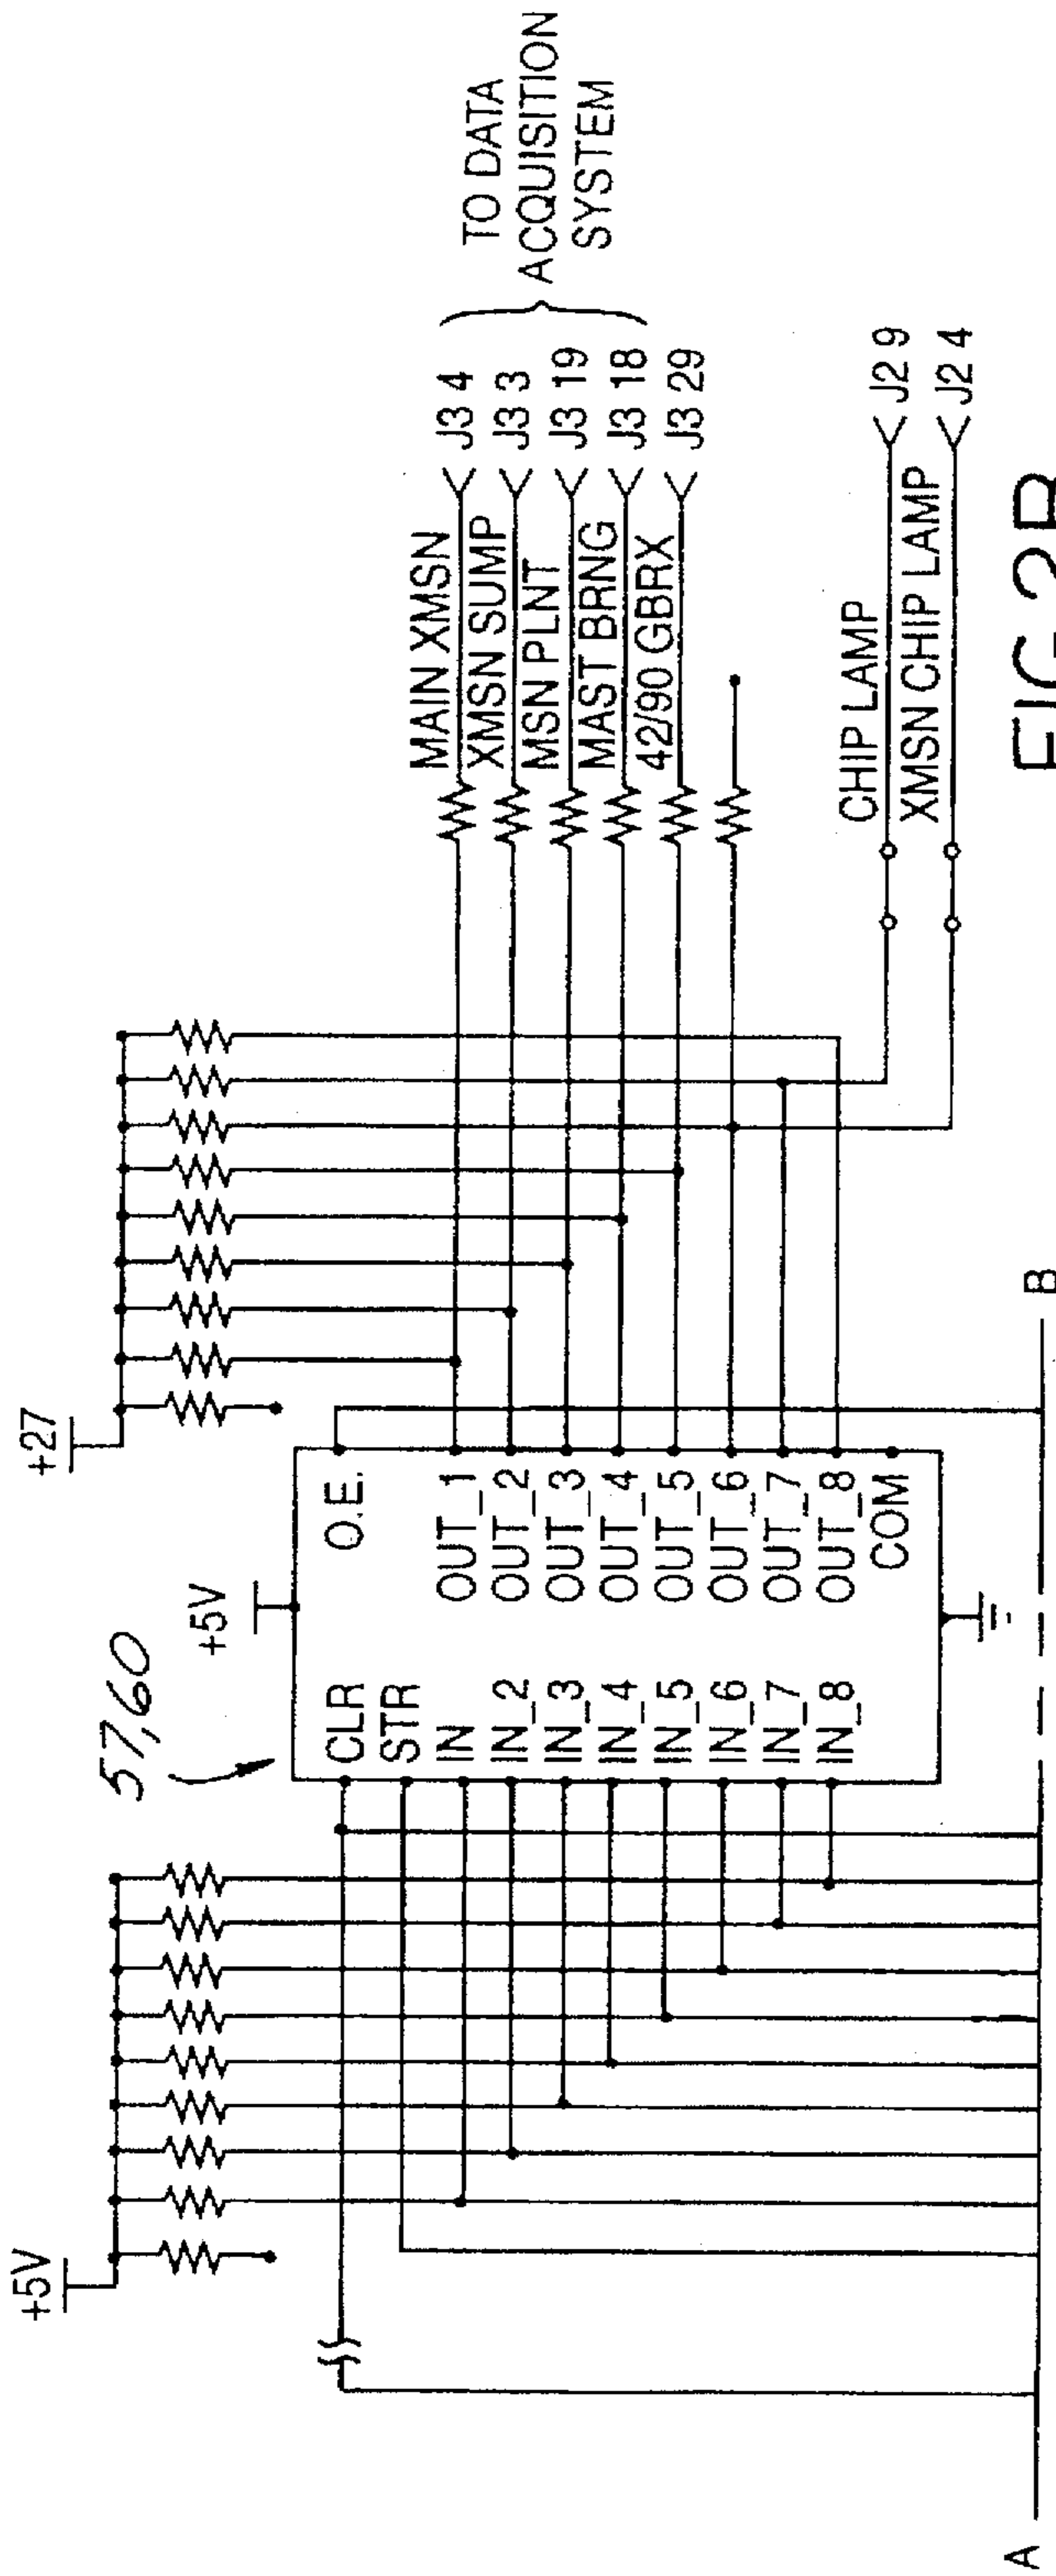 +5V
57,60
+5V
+27
CLR
STR
IN
IN_2
IN_3
IN_4
IN_5
IN_6
IN_7
IN_8
O.E.
OUT_1
OUT_2
OUT_3
OUT_4
OUT_5
OUT_6
OUT_7
OUT_8
COM
MAIN XMSN J3 4
XMSN SUMP J3 3
MSN PLNT J3 19
MAST BRNG J3 18
42/90 GBRX J3 29
TO DATA
ACQUISITION
SYSTEM
CHIP LAMP J2 9
XMSN CHIP LAMP J2 4
A
B
FIG 2B